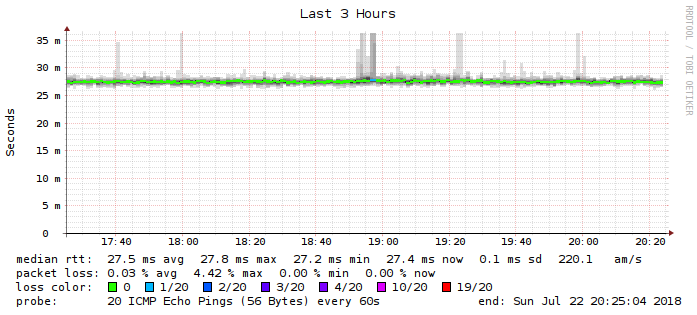 Last 3 Hours
RRDTOOL / TOBI OETIKER
Seconds
35 m
30 m
25 m
20 m
15 m
10 m
5 m
0
17:40 18:00 18:20 18:40 19:00 19:20 19:40 20:00 20:20
median rtt: 27.5 ms avg 27.8 ms max 27.2 ms min 27.4 ms now 0.1 ms sd 220.1 am/s
packet loss: 0.03 % avg 4.42 % max 0.00 % min 0.00 % now
loss color: 0 1/20 2/20 3/20 4/20 10/20 19/20
probe: 20 ICMP Echo Pings (56 Bytes) every 60s end: Sun Jul 22 20:25:04 2018